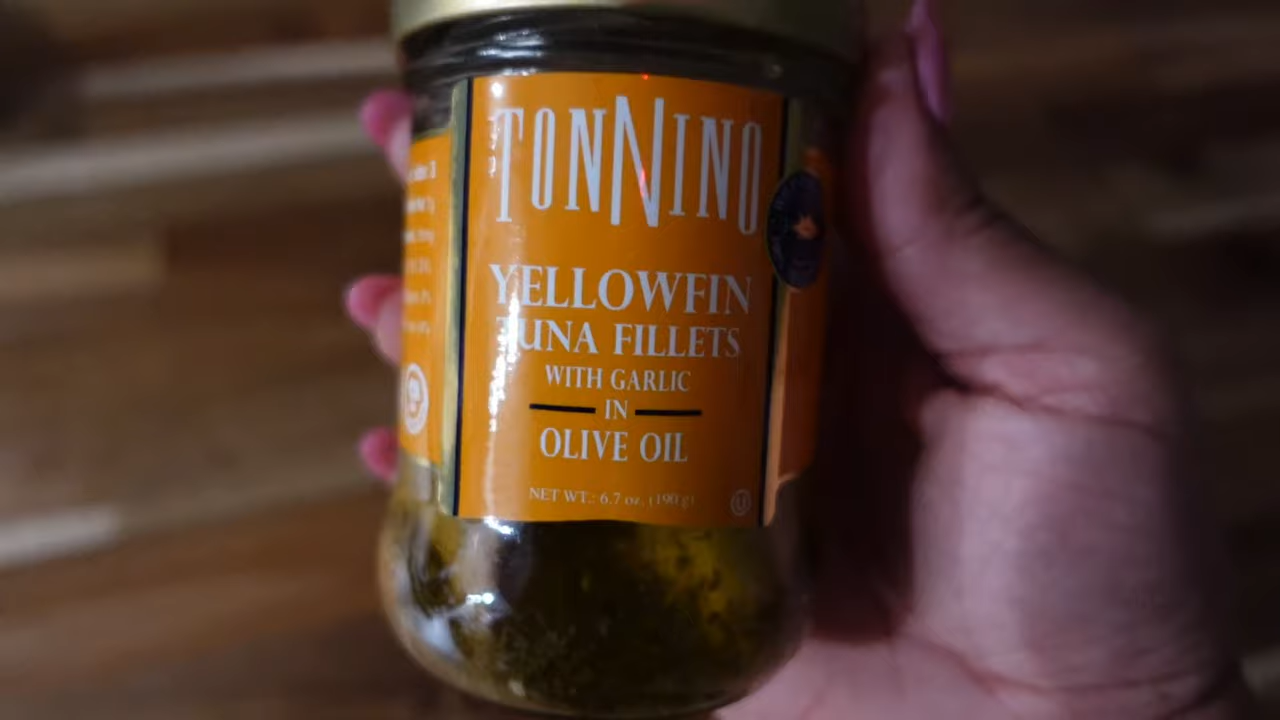 TONNINO
YELLOWFIN
TUNA FILLETS
WITH GARLIC
IN
OLIVE OIL
NET WT.: 6.7 oz. (190 g)